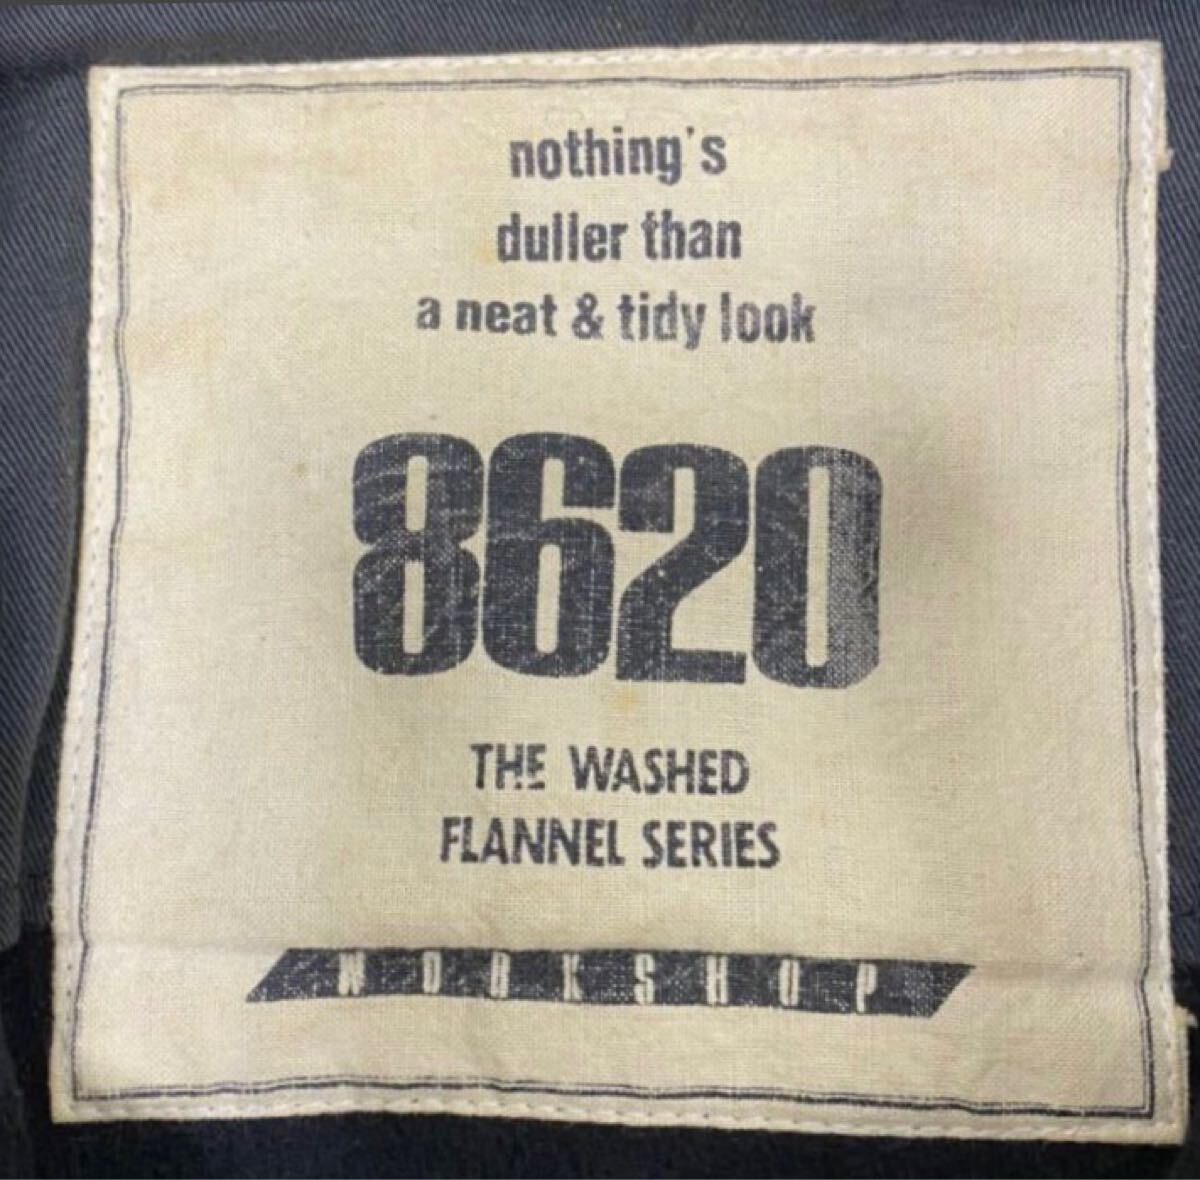 nothing's
duller than
a neat & tidy look
8620
THE WASHED
FLANNEL SERIES
WORKSHOP